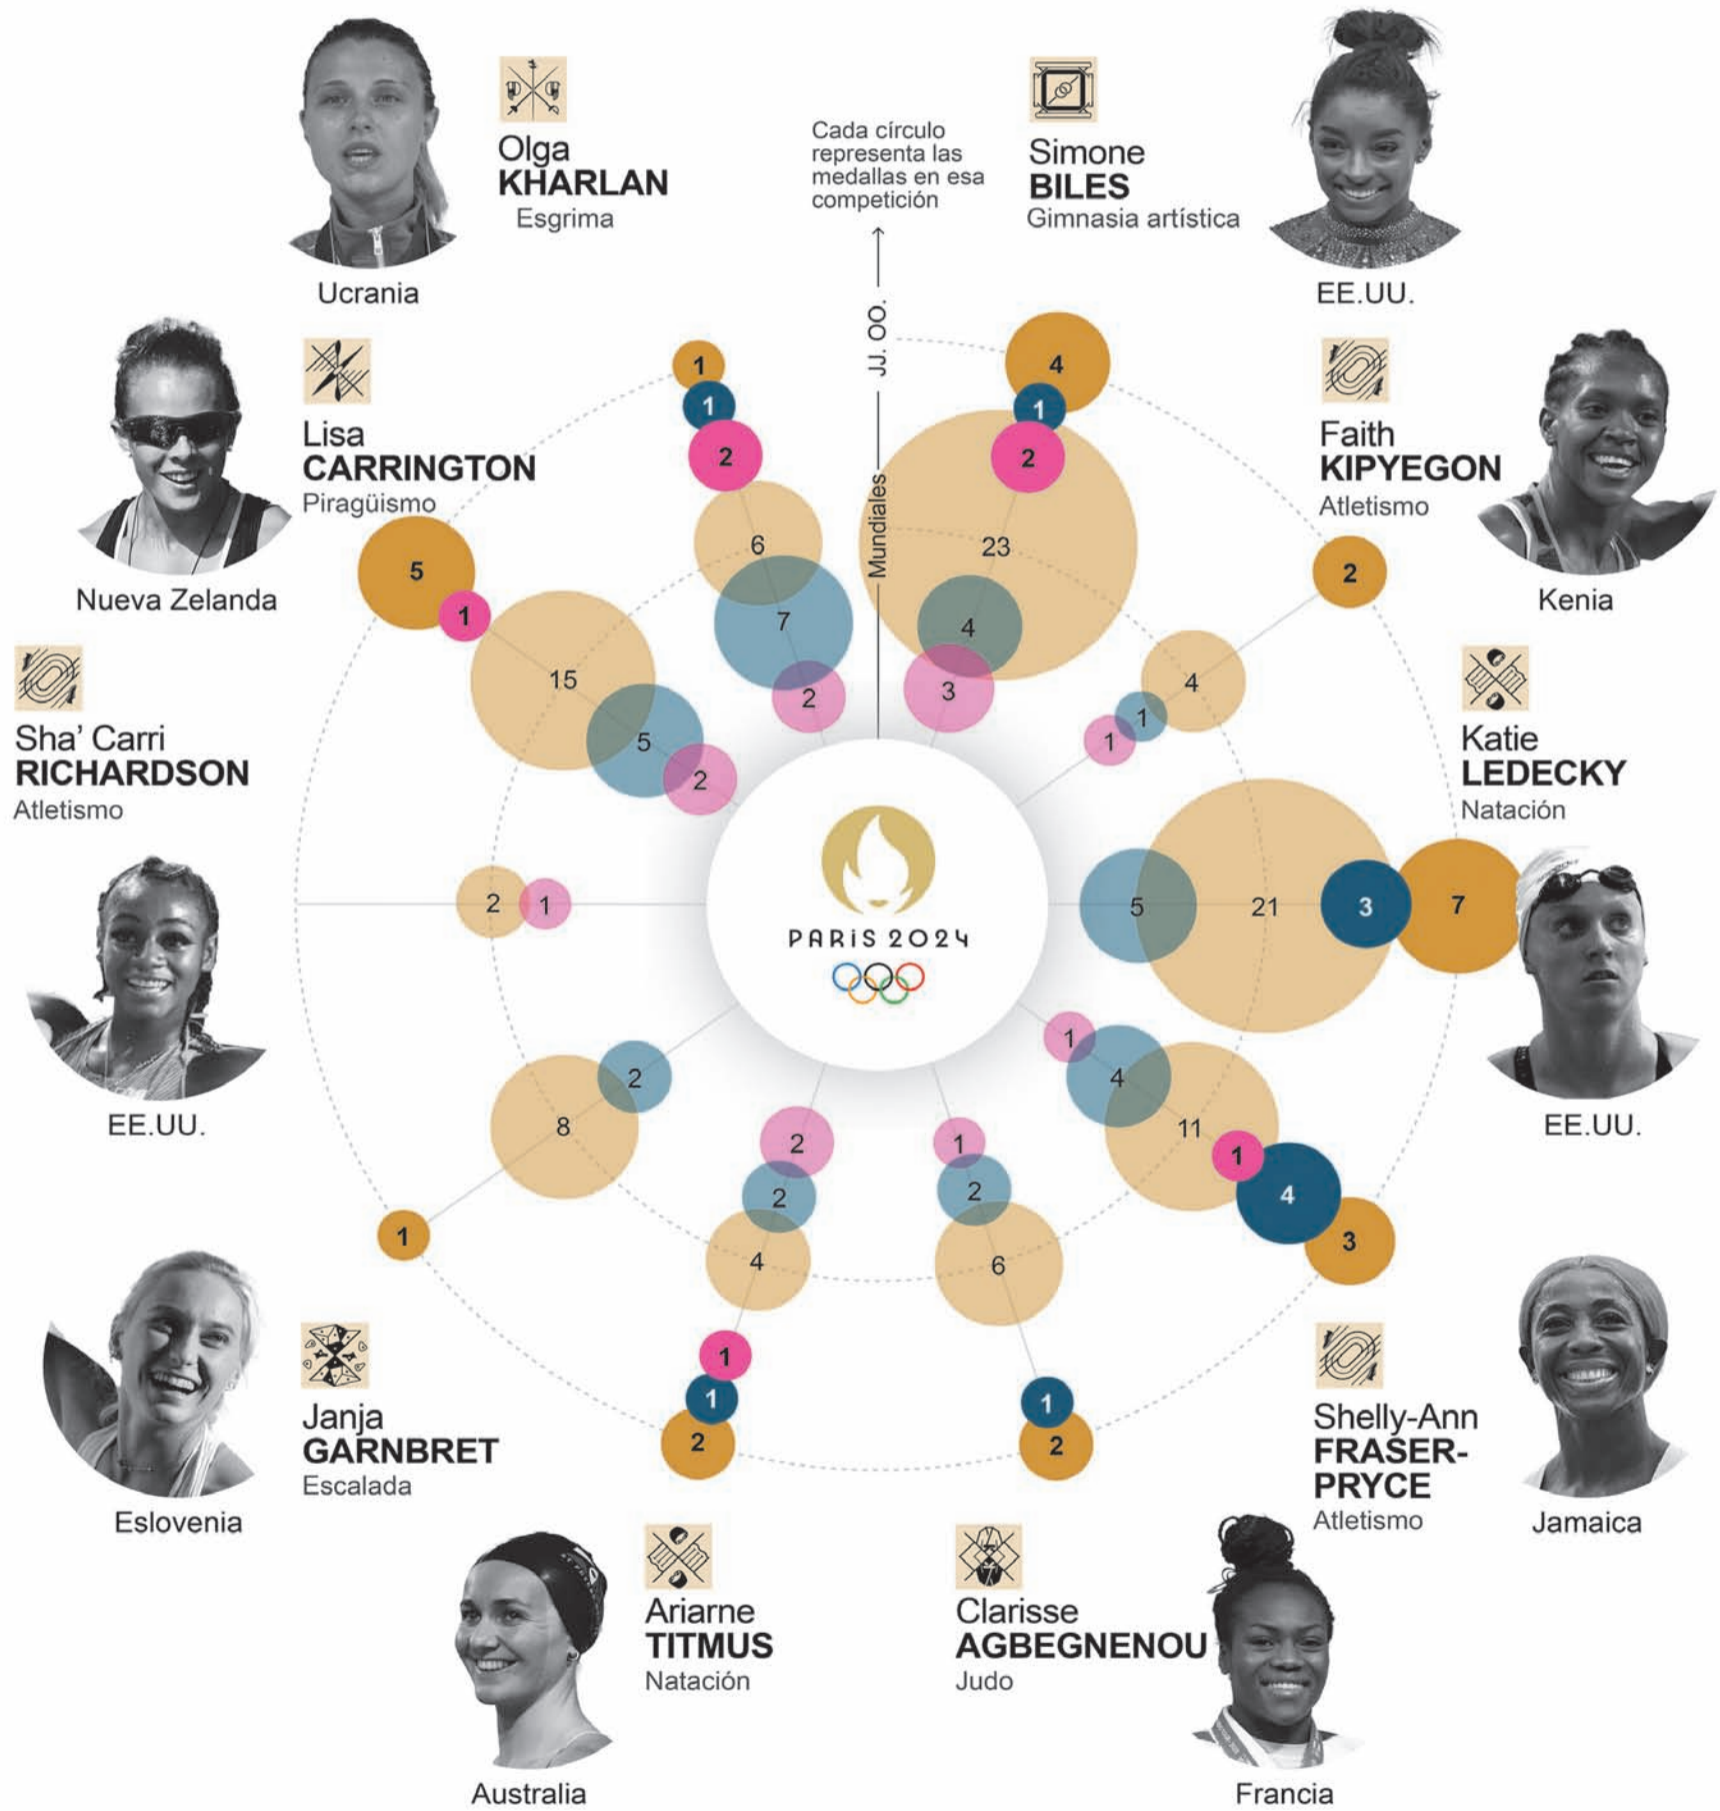 Olga
KHARLAN
Esgrima
Ucrania
Cada círculo
representa las
medallas en esa
competición
JJ. OO.
Mundiales
Simone
BILES
Gimnasia artística
EE.UU.
Lisa
CARRINGTON
Piragüismo
Nueva Zelanda
Faith
KIPYEGON
Atletismo
Kenia
Sha' Carri
RICHARDSON
Atletismo
EE.UU.
Katie
LEDECKY
Natación
EE.UU.
1
1
2
6
7
2
4
1
2
23
4
3
5
1
15
5
2
2
4
1
1
2
1
5
21
3
7
PARIS 2024
1
4
11
1
4
3
2
8
1
2
2
4
1
1
2
1
2
6
1
2
Janja
GARNBRET
Escalada
Eslovenia
Shelly-Ann
FRASER-
PRYCE
Atletismo
Jamaica
Ariarne
TITMUS
Natación
Australia
Clarisse
AGBEGNENOU
Judo
Francia